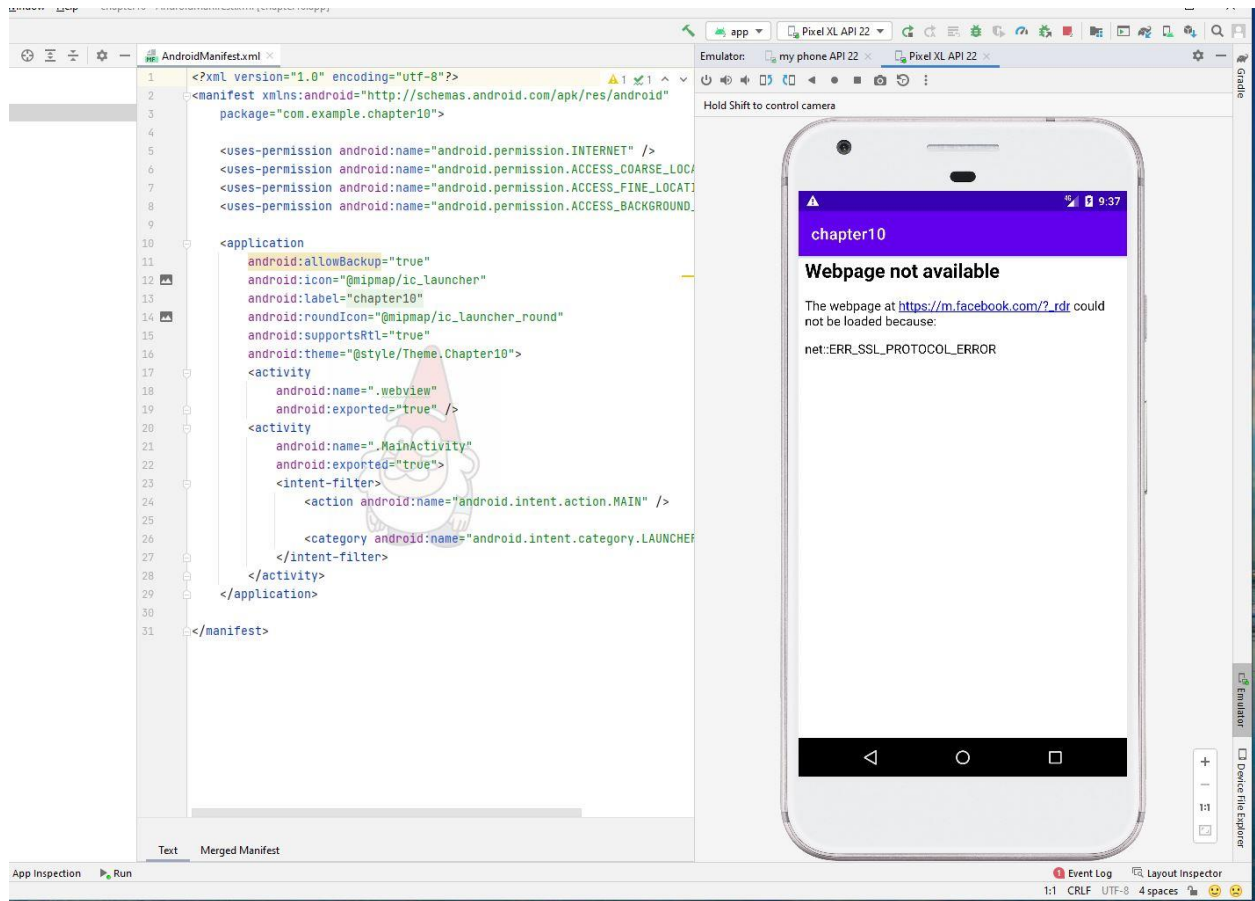 Help
app
Pixel XL API 22
AndroidManifest.xml
Emulator:
my phone API 22
Pixel XL API 22
Gradle
1 <?xml version="1.0" encoding="utf-8"?>
1 1
2 <manifest xmlns:android="http://schemas.android.com/apk/res/android"
3 package="com.example.chapter10">
4
5 <uses-permission android:name="android.permission.INTERNET" />
6 <uses-permission android:name="android.permission.ACCESS_COARSE_LOCA
7 <uses-permission android:name="android.permission.ACCESS_FINE_LOCATI
8 <uses-permission android:name="android.permission.ACCESS_BACKGROUND_
9
10 <application
11 android:allowBackup="true"
12 android:icon="@mipmap/ic_launcher"
13 android:label="chapter10"
14 android:roundIcon="@mipmap/ic_launcher_round"
15 android:supportsRtl="true"
16 android:theme="@style/Theme.Chapter10">
17 <activity
18 android:name=".webview"
19 android:exported="true" />
20 <activity
21 android:name=".MainActivity"
22 android:exported="true">
23 <intent-filter>
24 <action android:name="android.intent.action.MAIN" />
25
26 <category android:name="android.intent.category.LAUNCHER
27 </intent-filter>
28 </activity>
29 </application>
30
31 </manifest>
Hold Shift to control camera
4G 9:37
chapter10
Webpage not available
The webpage at https://m.facebook.com/?_rdr could
not be loaded because:
net::ERR_SSL_PROTOCOL_ERROR
Emulator
Device File Explorer
1:1
Text Merged Manifest
App Inspection Run
1 Event Log Layout Inspector
1:1 CRLF UTF-8 4 spaces